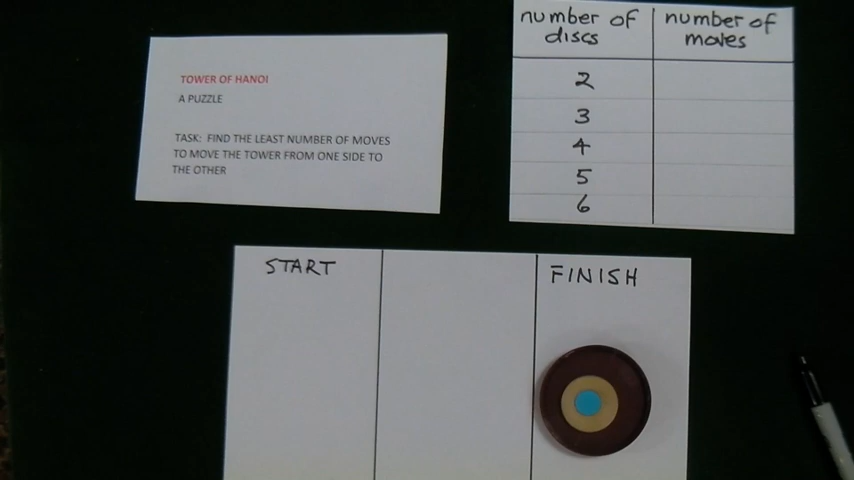 TOWER OF HANOI
A PUZZLE
TASK: FIND THE LEAST NUMBER OF MOVES
TO MOVE THE TOWER FROM ONE SIDE TO
THE OTHER
number of discs
number of moves
2
3
4
5
6
START
FINISH